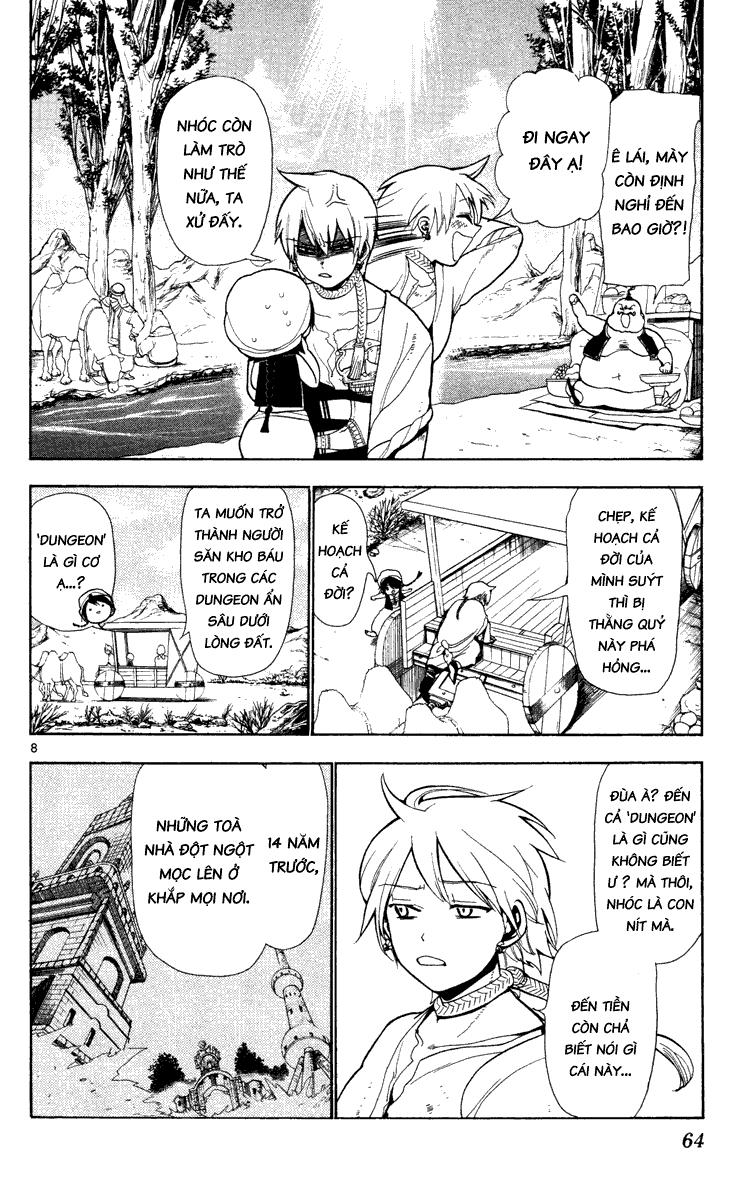 Ê LÁI, MÀY
CÒN ĐỊNH
NGHỈ ĐẾN
BAO GIỜ?!
ĐI NGAY
ĐÂY Ạ!
NHÓC CÒN
LÀM TRÒ
NHƯ THẾ
NỮA, TA
XỬ ĐẤY.
CHẸP, KẾ
HOẠCH CẢ
ĐỜI CỦA
MÌNH SUÝT
THÌ BỊ
THẰNG QUỶ
NÀY PHÁ
HỎNG...
KẾ
HOẠCH
CẢ
ĐỜI?
TA MUỐN TRỞ
THÀNH NGƯỜI
SĂN KHO BÁU
TRONG CÁC
DUNGEON ẨN
SÂU DƯỚI
LÒNG ĐẤT.
'DUNGEON'
LÀ GÌ CƠ
Ạ...?
8
ĐÙA À? ĐẾN
CẢ 'DUNGEON'
LÀ GÌ CŨNG
KHÔNG BIẾT
Ư ? MÀ THÔI,
NHÓC LÀ CON
NÍT MÀ.
ĐẾN TIỀN
CÒN CHẢ
BIẾT NÓI GÌ
CÁI NÀY...
14 NĂM
TRƯỚC,
NHỮNG TOÀ
NHÀ ĐỘT NGỘT
MỌC LÊN Ở
KHẮP MỌI NƠI.
64